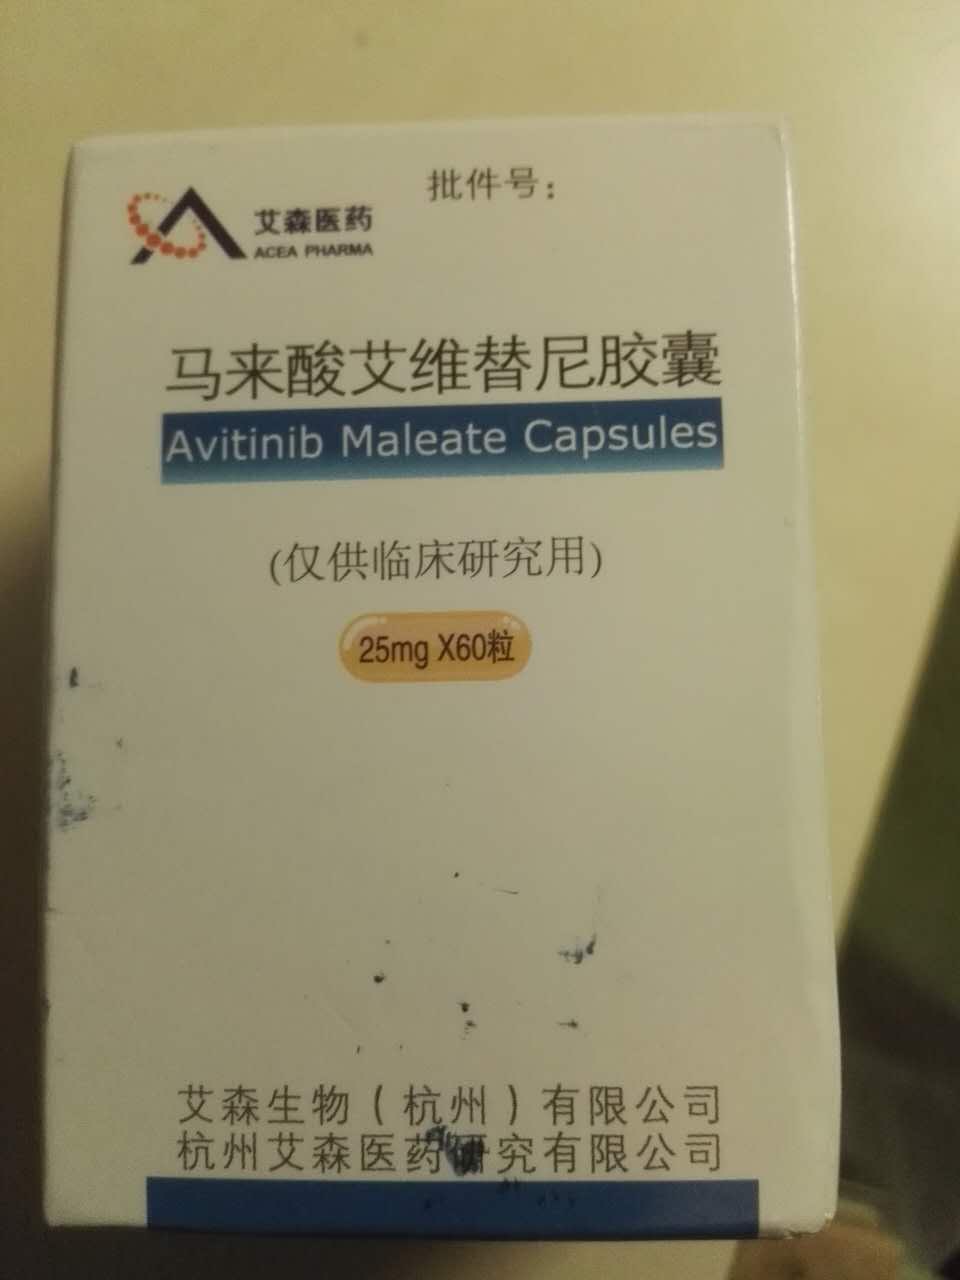 批件号:
艾森医药
ACEA PHARMA
马来酸艾维替尼胶囊
Avitinib Maleate Capsules
(仅供临床研究用)
25mg X60粒
艾森生物(杭州)有限公司
杭州艾森医药研究有限公司